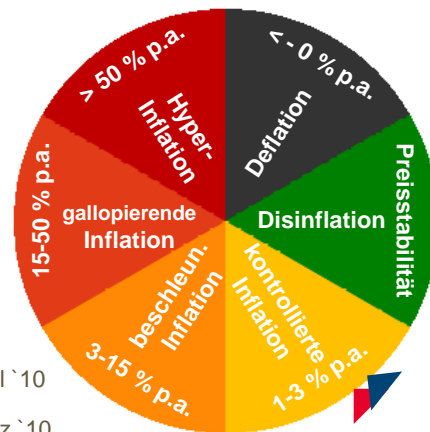 < - 0 % p.a.
Deflation
Preisstabilität
Disinflation
kontrollierte
Inflation
1-3 % p.a.
beschleun.
Inflation
3-15 % p.a.
gallopierende
Inflation
15-50 % p.a.
Hyper-
Inflation
> 50 % p.a.
l `10
z `10